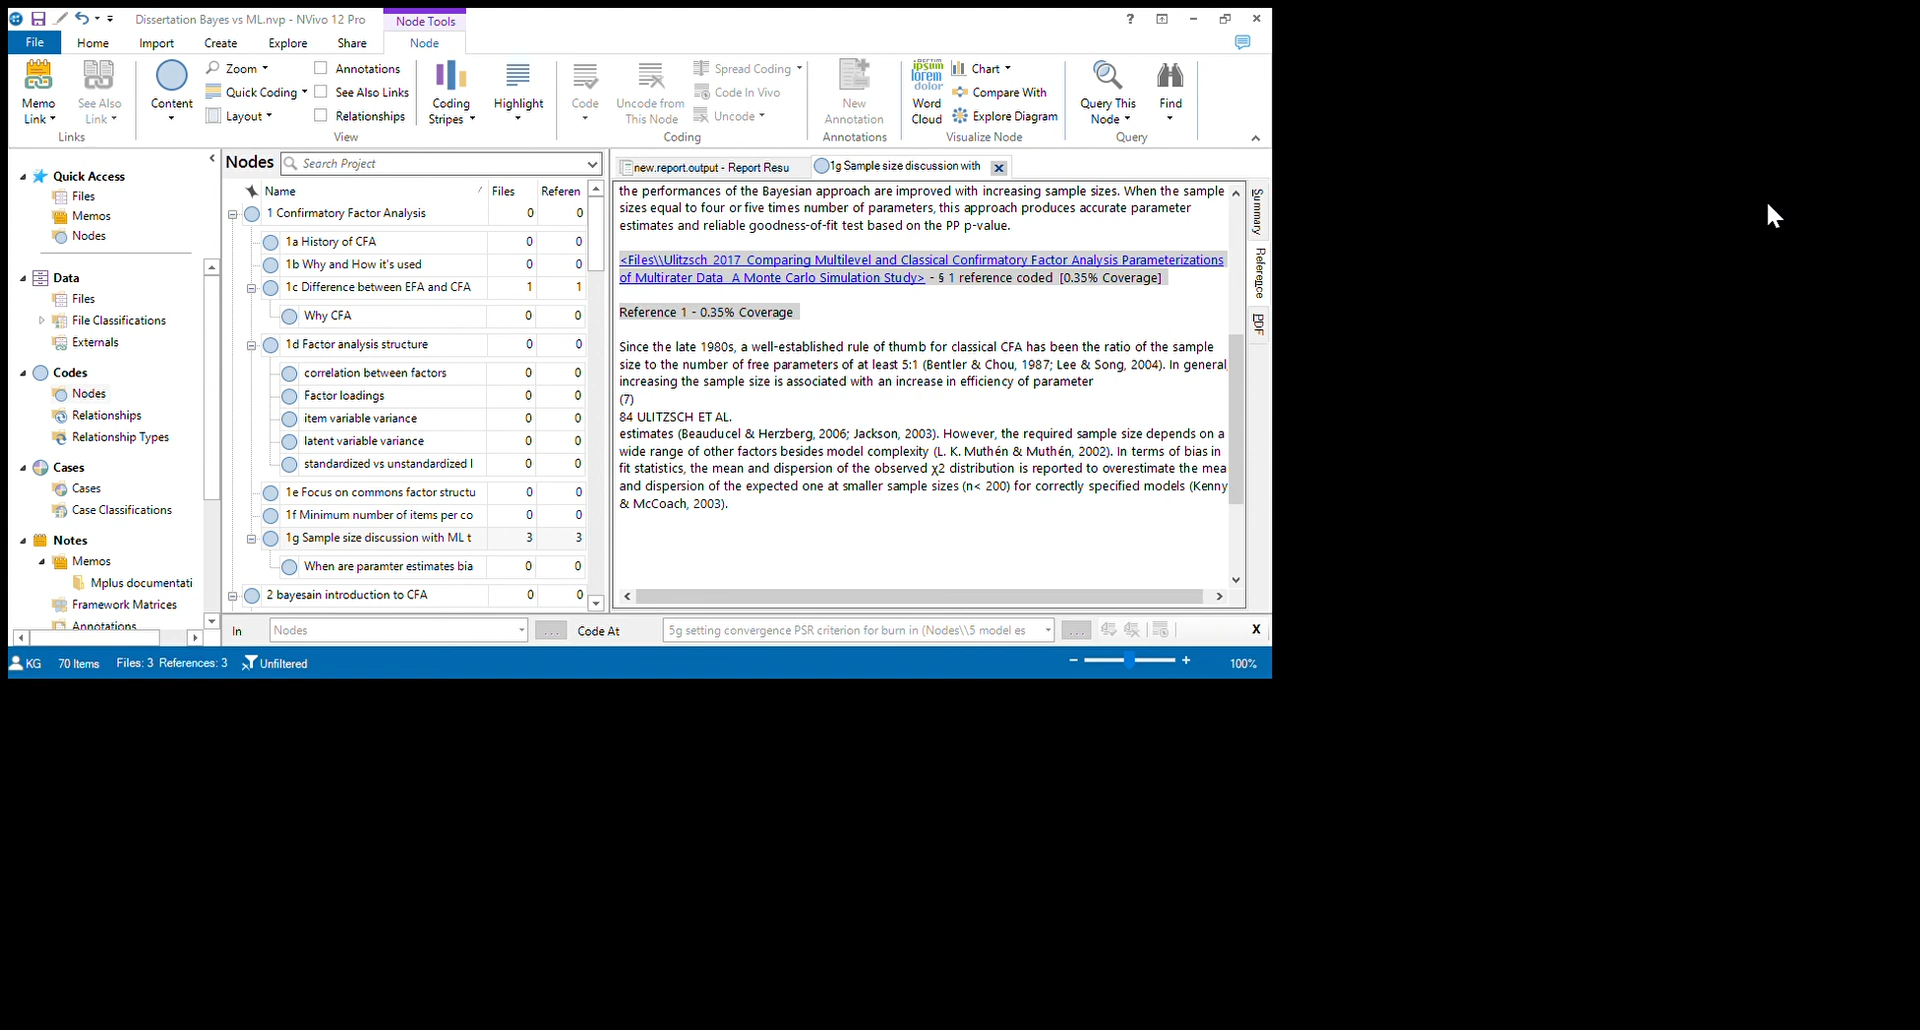 Dissertation Bayes vs ML.nvp - NVivo 12 Pro
Node Tools
?
File
Home
Import
Create
Explore
Share
Node
Memo Link
See Also Link
Links
Content
Zoom
Quick Coding
Layout
Annotations
See Also Links
Relationships
View
Coding Stripes
Highlight
Code
Uncode from This Node
Spread Coding
Code In Vivo
Uncode
Coding
New Annotation
Annotations
Word Cloud
Chart
Compare With
Explore Diagram
Visualize Node
Query This Node
Find
Query
Quick Access
Files
Memos
Nodes
Data
Files
File Classifications
Externals
Codes
Nodes
Relationships
Relationship Types
Cases
Cases
Case Classifications
Notes
Memos
Mplus documentati
Framework Matrices
Annotations
Nodes
Search Project
Name Files Referen
1 Confirmatory Factor Analysis 0 0
1a History of CFA 0 0
1b Why and How it's used 0 0
1c Difference between EFA and CFA 1 1
Why CFA 0 0
1d Factor analysis structure 0 0
correlation between factors 0 0
Factor loadings 0 0
item variable variance 0 0
latent variable variance 0 0
standardized vs unstandardized l 0 0
1e Focus on commons factor structu 0 0
1f Minimum number of items per co 0 0
1g Sample size discussion with ML t 3 3
When are paramter estimates bia 0 0
2 bayesain introduction to CFA 0 0
new.report.output - Report Resu
1g Sample size discussion with
the performances of the Bayesian approach are improved with increasing sample sizes. When the sample
sizes equal to four or five times number of parameters, this approach produces accurate parameter
estimates and reliable goodness-of-fit test based on the PP p-value.
<Files\\Ulitzsch 2017 Comparing Multilevel and Classical Confirmatory Factor Analysis Parameterizations
of Multirater Data A Monte Carlo Simulation Study> - § 1 reference coded [0.35% Coverage]
Reference 1 - 0.35% Coverage
Since the late 1980s, a well-established rule of thumb for classical CFA has been the ratio of the sample
size to the number of free parameters of at least 5:1 (Bentler & Chou, 1987; Lee & Song, 2004). In general,
increasing the sample size is associated with an increase in efficiency of parameter
(7)
84 ULITZSCH ET AL.
estimates (Beauducel & Herzberg, 2006; Jackson, 2003). However, the required sample size depends on a
wide range of other factors besides model complexity (L. K. Muthén & Muthén, 2002). In terms of bias in
fit statistics, the mean and dispersion of the observed χ2 distribution is reported to overestimate the mea
and dispersion of the expected one at smaller sample sizes (n< 200) for correctly specified models (Kenny
& McCoach, 2003).
Summary
Reference
PDF
In
Nodes
...
Code At
5g setting convergence PSR criterion for burn in (Nodes\\5 model es
...
X
KG
70 Items
Files: 3 References: 3
Unfiltered
100%